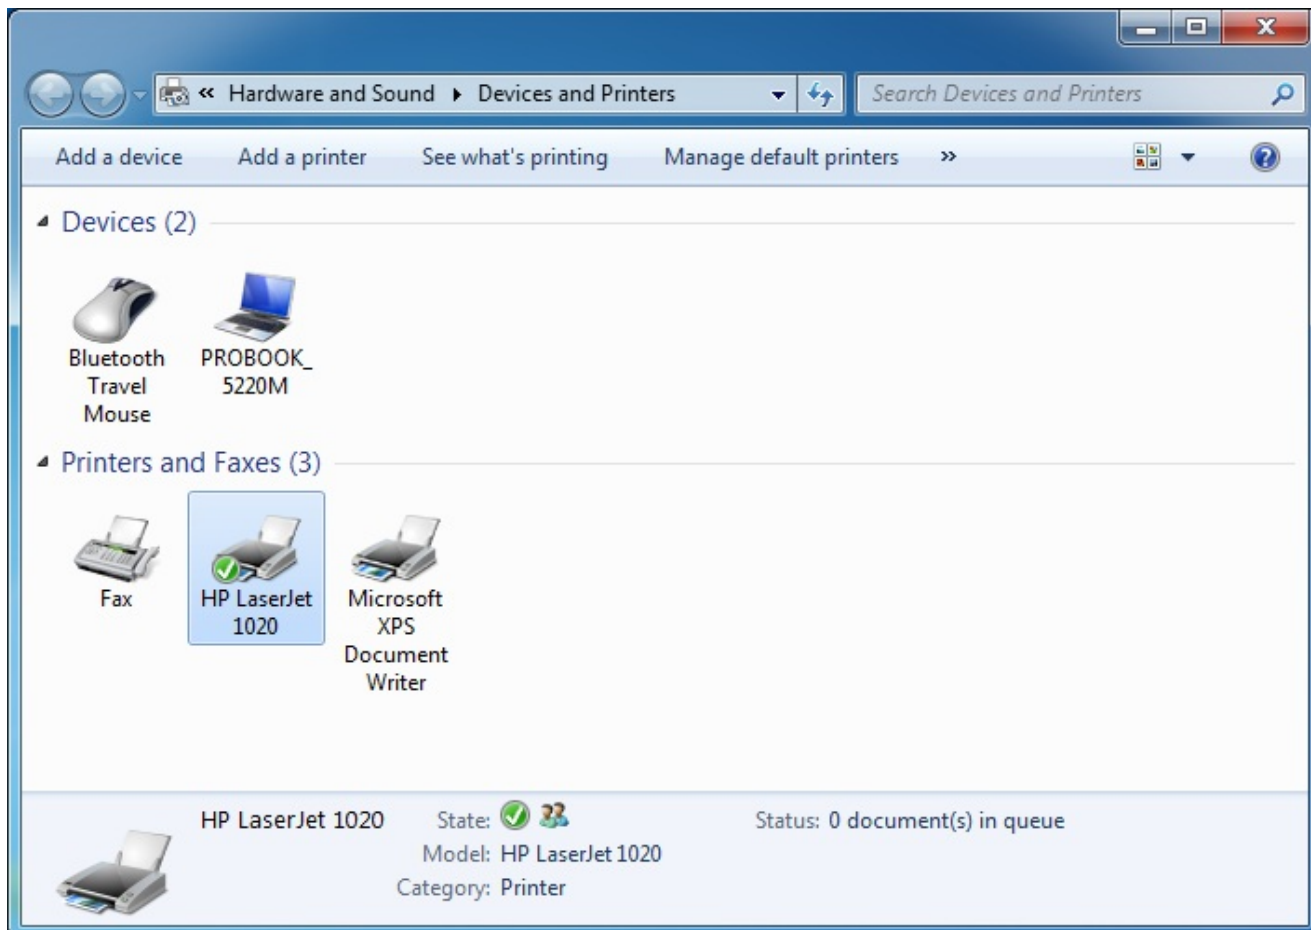 « Hardware and Sound ▸ Devices and Printers
Search Devices and Printers
Add a device Add a printer See what's printing Manage default printers »
Devices (2)
Bluetooth
Travel
Mouse
PROBOOK_
5220M
Printers and Faxes (3)
Fax
HP LaserJet
1020
Microsoft
XPS
Document
Writer
HP LaserJet 1020 State: Status: 0 document(s) in queue
Model: HP LaserJet 1020
Category: Printer